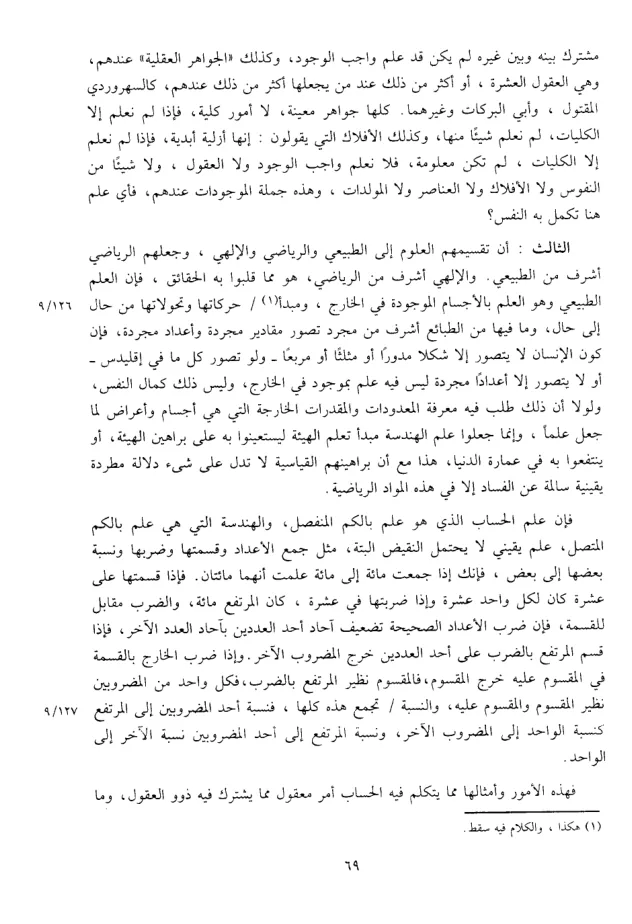 مشترك بينه وبين غيره لم يكن قد علم واجب الوجود، وكذلك «الجواهر العقلية» عندهم،
وهي العقول العشرة ، أو أكثر من ذلك عند من يجعلها أكثر من ذلك عندهم، كالسهروردي
المقتول ، وأبي البركات وغيرهما. كلها جواهر معينة، لا أمور كلية، فإذا لم نعلم إلا
الكليات، لم نعلم شيئًا منها، وكذلك الأفلاك التي يقولون : إنها أزلية أبدية، فإذا لم نعلم
إلا الكليات ، لم تكن معلومة، فلا نعلم واجب الوجود ولا العقول ، ولا شيئًا من
النفوس ولا الأفلاك ولا العناصر ولا المولدات ، وهذه جملة الموجودات عندهم، فأي علم
هنا تكمل به النفس؟
الثالث : أن تقسيمهم العلوم إلى الطبيعي والرياضي والإلهي ، وجعلهم الرياضي
أشرف من الطبيعي. والإلهي أشرف من الرياضي، هو مما قلبوا به الحقائق ، فإن العلم
الطبيعي وهو العلم بالأجسام الموجودة في الخارج ، ومبدأ(١) / حركاتها وتحولاتها من حال ٩/١٢٦
إلى حال، وما فيها من الطبائع أشرف من مجرد تصور مقادير مجردة وأعداد مجردة، فإن
كون الإنسان لا يتصور إلا شكلا مدورًا أو مثلثًا أو مربعًا ـ ولو تصور كل ما في إقليدس ـ
أو لا يتصور إلا أعدادًا مجردة ليس فيه علم بموجود في الخارج، وليس ذلك كمال النفس،
ولولا أن ذلك طلب فيه معرفة المعدودات والمقدرات الخارجة التي هي أجسام وأعراض لما
جعل علماً ، وإنما جعلوا علم الهندسة مبدأ تعلم الهيئة ليستعينوا به على براهين الهيئة، أو
ينتفعوا به في عمارة الدنيا، هذا مع أن براهينهم القياسية لا تدل على شىء دلالة مطردة
يقينية سالمة عن الفساد إلا في هذه المواد الرياضية.
فإن علم الحساب الذي هو علم بالكم المنفصل، والهندسة التي هي علم بالكم
المتصل، علم يقيني لا يحتمل النقيض البتة، مثل جمع الأعداد وقسمتها وضربها ونسبة
بعضها إلى بعض ، فإنك إذا جمعت مائة إلى مائة علمت أنهما مائتان. فإذا قسمتها على
عشرة كان لكل واحد عشرة وإذا ضربتها في عشرة ، كان المرتفع مائة، والضرب مقابل
للقسمة، فإن ضرب الأعداد الصحيحة تضعيف آحاد أحد العددين بآحاد العدد الآخر، فإذا
قسم المرتفع بالضرب على أحد العددين خرج المضروب الآخر. وإذا ضرب الخارج بالقسمة
في المقسوم عليه خرج المقسوم،فالمقسوم نظير المرتفع بالضرب،فكل واحد من المضروبين
نظير المقسوم والمقسوم عليه، والنسبة / تجمع هذه كلها ، فنسبة أحد المضروبين إلى المرتفع ٩/١٢٧
كنسبة الواحد إلى المضروب الآخر، ونسبة المرتفع إلى أحد المضروبين نسبة الآخر إلى
الواحد.
فهذه الأمور وأمثالها مما يتكلم فيه الحساب أمر معقول مما يشترك فيه ذوو العقول، وما
(١) هكذا ، والكلام فيه سقط.
٦٩